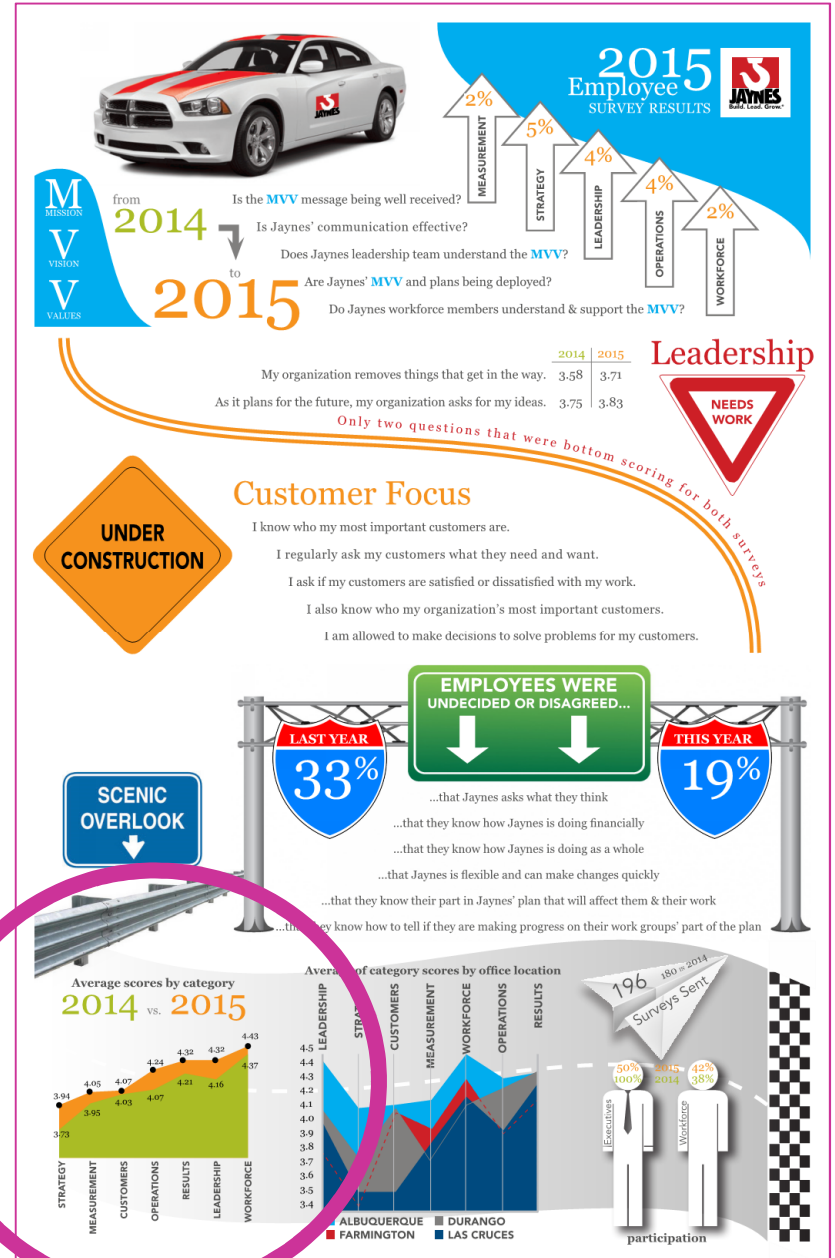 2015
Employee
SURVEY RESULTS
JAYNES
Build. Lead. Grow.
JAYNES
2%
MEASUREMENT
5%
STRATEGY
4%
LEADERSHIP
4%
OPERATIONS
2%
WORKFORCE
M
MISSION
V
VISION
V
VALUES
from
2014
to
2015
Is the MVV message being well received?
Is Jaynes' communication effective?
Does Jaynes leadership team understand the MVV?
Are Jaynes' MVV and plans being deployed?
Do Jaynes workforce members understand & support the MVV?
2014 2015
My organization removes things that get in the way. 3.58 3.71
As it plans for the future, my organization asks for my ideas. 3.75 3.83
Leadership
NEEDS
WORK
Only two questions that were bottom scoring for both surveys
UNDER
CONSTRUCTION
Customer Focus
I know who my most important customers are.
I regularly ask my customers what they need and want.
I ask if my customers are satisfied or dissatisfied with my work.
I also know who my organization's most important customers.
I am allowed to make decisions to solve problems for my customers.
EMPLOYEES WERE
UNDECIDED OR DISAGREED...
LAST YEAR
33%
THIS YEAR
19%
...that Jaynes asks what they think
...that they know how Jaynes is doing financially
...that they know how Jaynes is doing as a whole
...that Jaynes is flexible and can make changes quickly
...that they know their part in Jaynes' plan that will affect them & their work
know how to tell if they are making progress on their work groups' part of the plan
SCENIC
OVERLOOK
Average scores by category
2014 vs. 2015
3.94 4.05 4.07 4.24 4.32 4.32 4.43
3.73 3.95 4.03 4.07 4.21 4.16 4.37
STRATEGY
MEASUREMENT
CUSTOMERS
OPERATIONS
RESULTS
LEADERSHIP
WORKFORCE
of category scores by office location
LEADERSHIP
CUSTOMERS
MEASUREMENT
WORKFORCE
OPERATIONS
RESULTS
4.5
4.4
4.3
4.2
4.1
4.0
3.9
3.8
3.7
3.6
3.5
3.4
ALBUQUERQUE
DURANGO
FARMINGTON
LAS CRUCES
196
180 in 2014
Surveys Sent
50% 2015 42%
100% 2014 38%
Executives
Workforce
participation